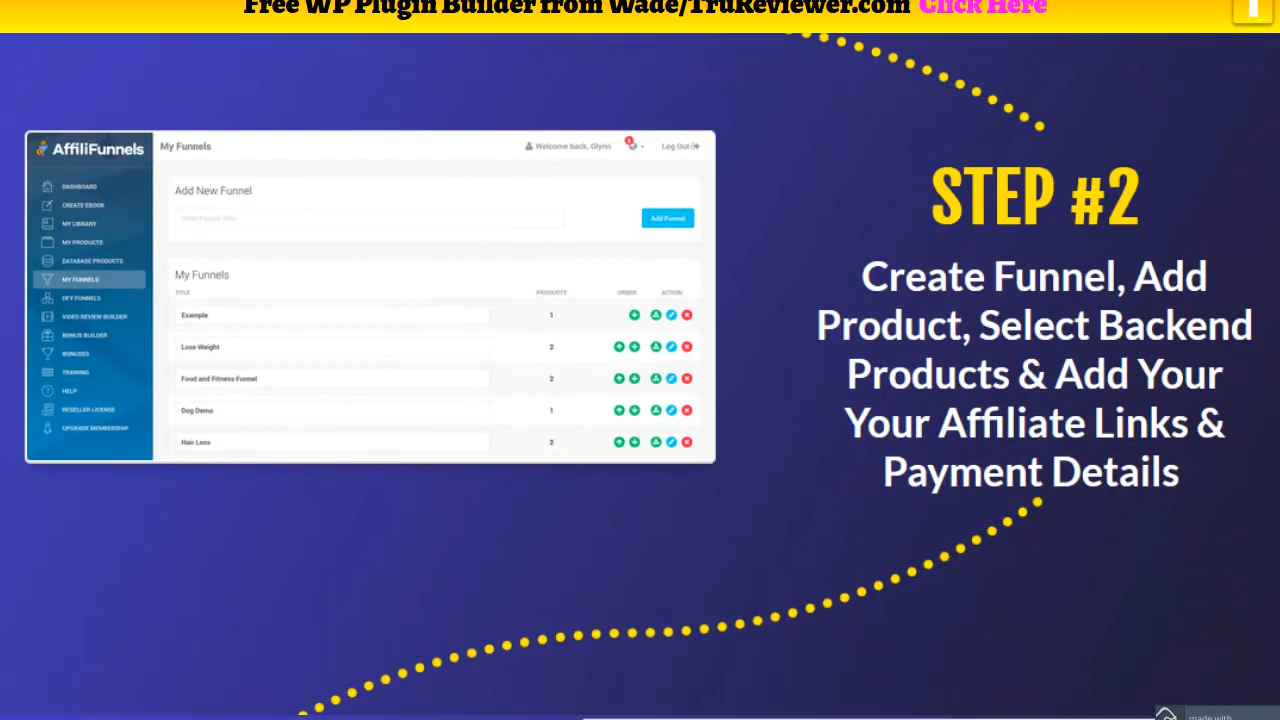 Free WP Plugin Builder from Wade/TruReviewer.com Click Here
AffiliFunnels
My Funnels
Welcome back, Glynn
Log Out
DASHBOARD
CREATE EBOOK
MY LIBRARY
MY PRODUCTS
DATABASE PRODUCTS
MY FUNNELS
DFY FUNNELS
VIDEO REVIEW BUILDER
BONUS BUILDER
BONUSES
TRAINING
HELP
RESELLER LICENSE
UPGRADE MEMBERSHIP
Add New Funnel
Add Funnel
My Funnels
TITLE PRODUCTS ORDER ACTION
Example 1
Lose Weight 2
Food and Fitness Funnel 2
Dog Demo 1
Hair Loss 2
STEP #2
Create Funnel, Add
Product, Select Backend
Products & Add Your
Your Affiliate Links &
Payment Details
made with